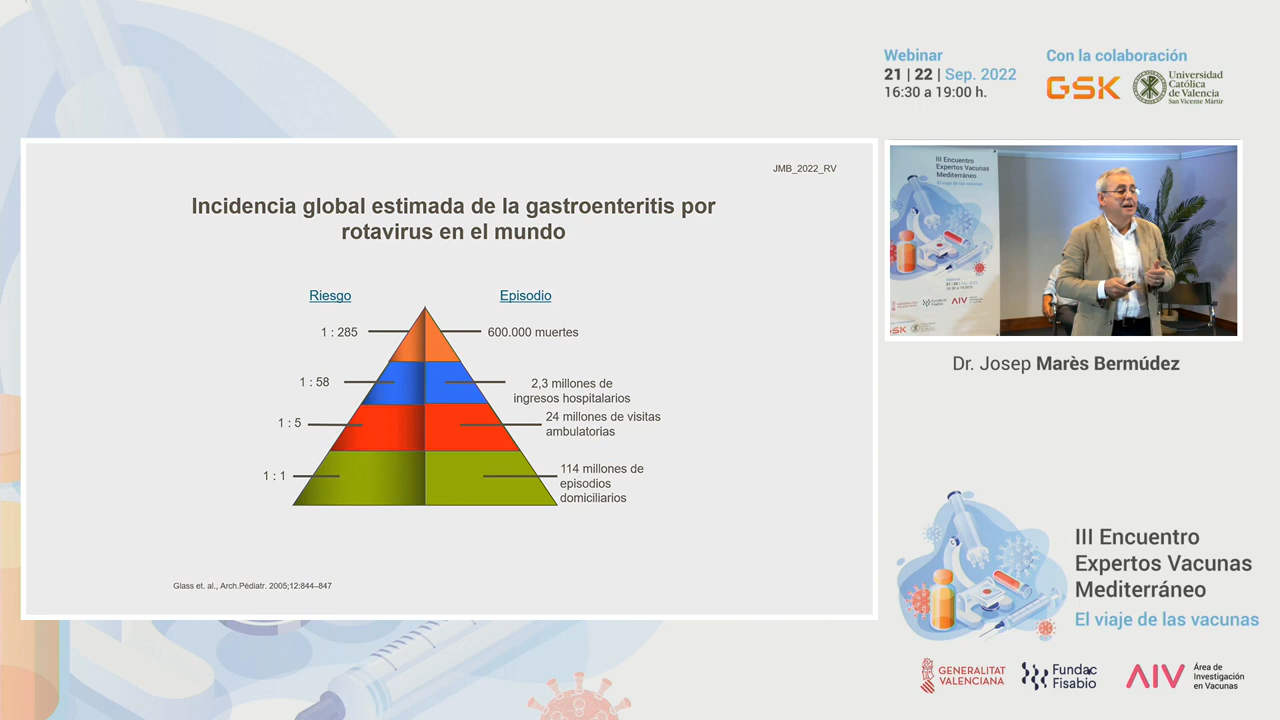 Webinar
21 | 22 | Sep. 2022
16:30 a 19:00 h.
Con la colaboración
GSK
Universidad
Católica
de Valencia
San Vicente Mártir
JMB_2022_RV
Incidencia global estimada de la gastroenteritis por
rotavirus en el mundo
Riesgo
Episodio
1 : 285
600.000 muertes
1 : 58
2,3 millones de
ingresos hospitalarios
1 : 5
24 millones de visitas
ambulatorias
1 : 1
114 millones de
episodios
domiciliarios
Glass et. al., Arch.Pédiatr. 2005;12:844–847
III Encuentro
Expertos Vacunas
Mediterráneo
El viaje de las vacunas
GENERALITAT
VALENCIANA
Fisabio
AIV
GSK
Dr. Josep Marès Bermúdez
III Encuentro
Expertos Vacunas
Mediterráneo
El viaje de las vacunas
GENERALITAT
VALENCIANA
Fundac
Fisabio
AIV
Área de
Investigación
en Vacunas